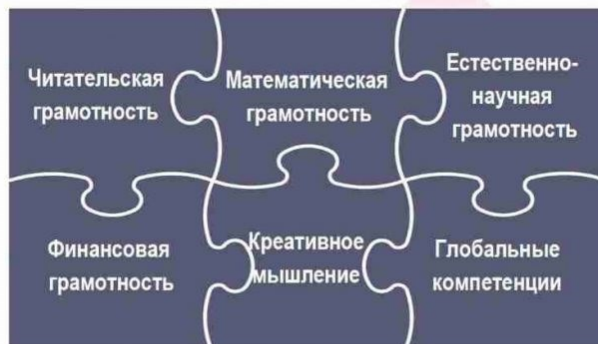 Читательская
грамотность
Математическая
грамотность
Естественно-
научная
грамотность
Финансовая
грамотность
Креативное
мышление
Глобальные
компетенции